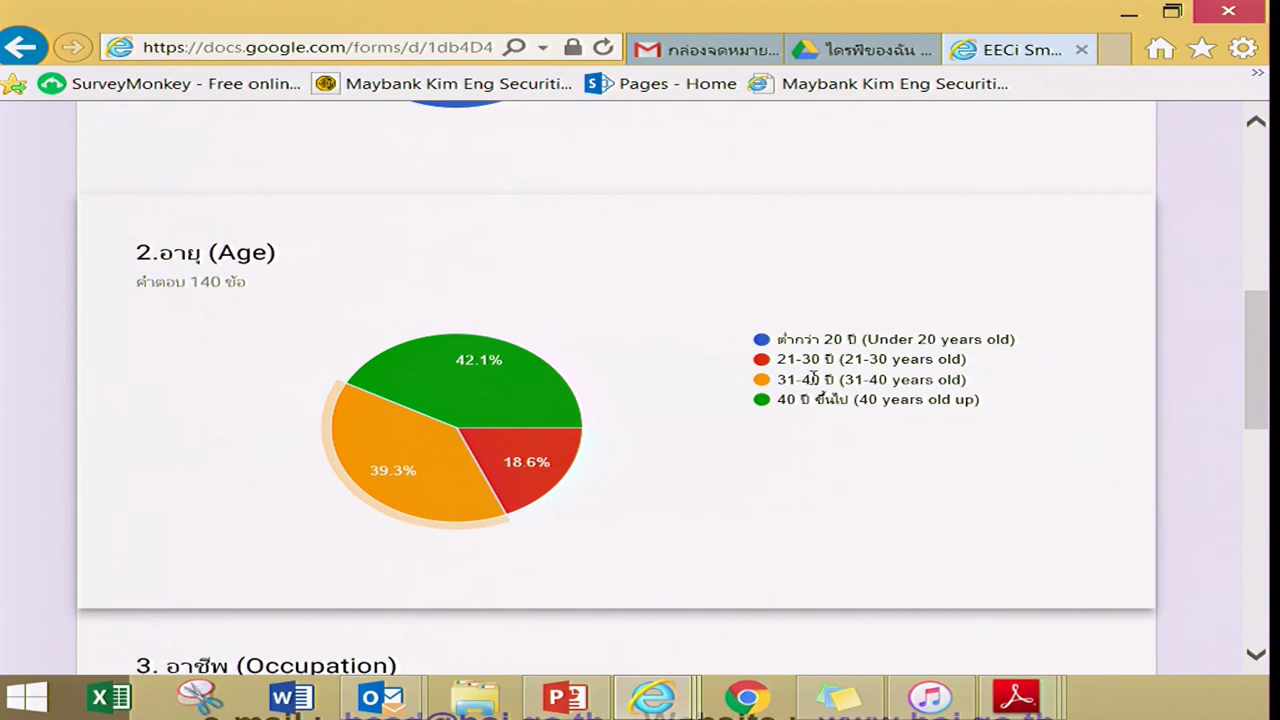 https://docs.google.com/forms/d/1db4D4
กล่องจดหมาย...
ไดรฟ์ของฉัน ...
EECi Sm...
SurveyMonkey - Free onlin...
Maybank Kim Eng Securiti...
Pages - Home
Maybank Kim Eng Securiti...
2.อายุ (Age)
คำตอบ 140 ข้อ
42.1%
39.3%
18.6%
ต่ำกว่า 20 ปี (Under 20 years old)
21-30 ปี (21-30 years old)
31-40 ปี (31-40 years old)
40 ปี ขึ้นไป (40 years old up)
3. อาชีพ (Occupation)